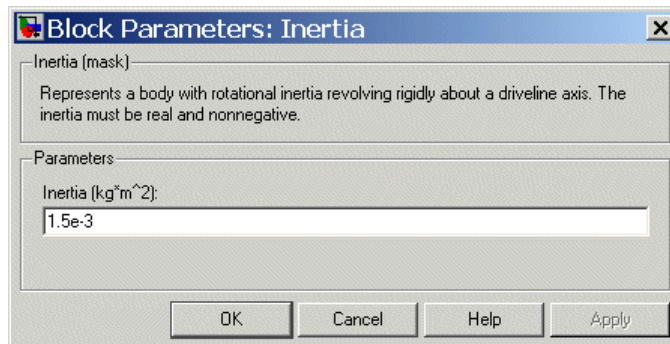 Block Parameters: Inertia
Inertia (mask)
Represents a body with rotational inertia revolving rigidly about a driveline axis. The
inertia must be real and nonnegative.
Parameters
Inertia (kg*m^2):
1.5e-3
OK Cancel Help Apply